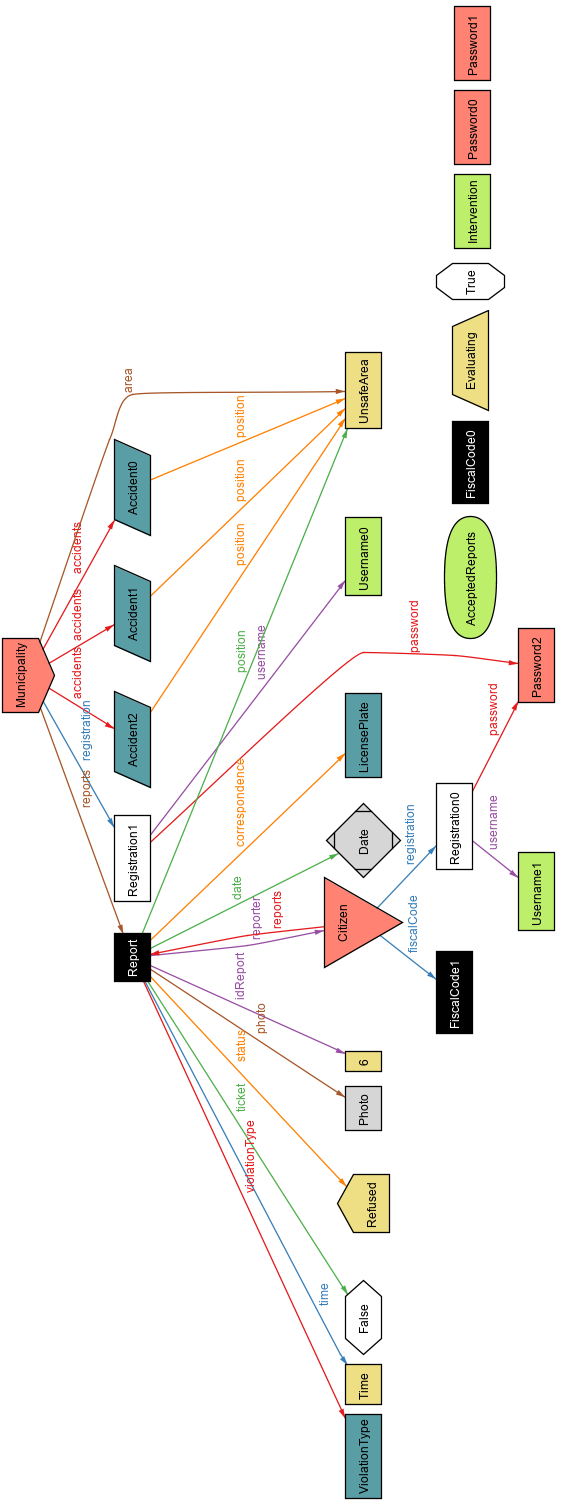 Municipality
area
accidents
accidents
accidents
registration
reports
Accident0
Accident1
Accident2
Registration1
Report
position
position
position
position
username
password
correspondence
date
reporter
reports
idReport
photo
status
ticket
violationType
time
UnsafeArea
Username0
LicensePlate
Date
Citizen
6
Photo
Refused
False
Time
ViolationType
registration
fiscalCode
Password1
Password0
Intervention
True
Evaluating
FiscalCode0
AcceptedReports
Registration0
FiscalCode1
password
username
Password2
Username1